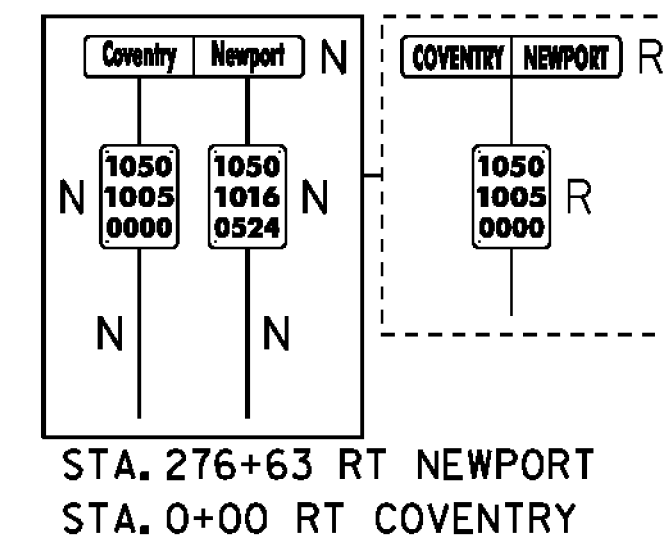 Coventry Newport N
N 1050 1050 N
1005 1016
0000 0524
N N
COVENTRY NEWPORT R
1050 R
1005
0000
STA. 276+63 RT NEWPORT
STA. 0+00 RT COVENTRY